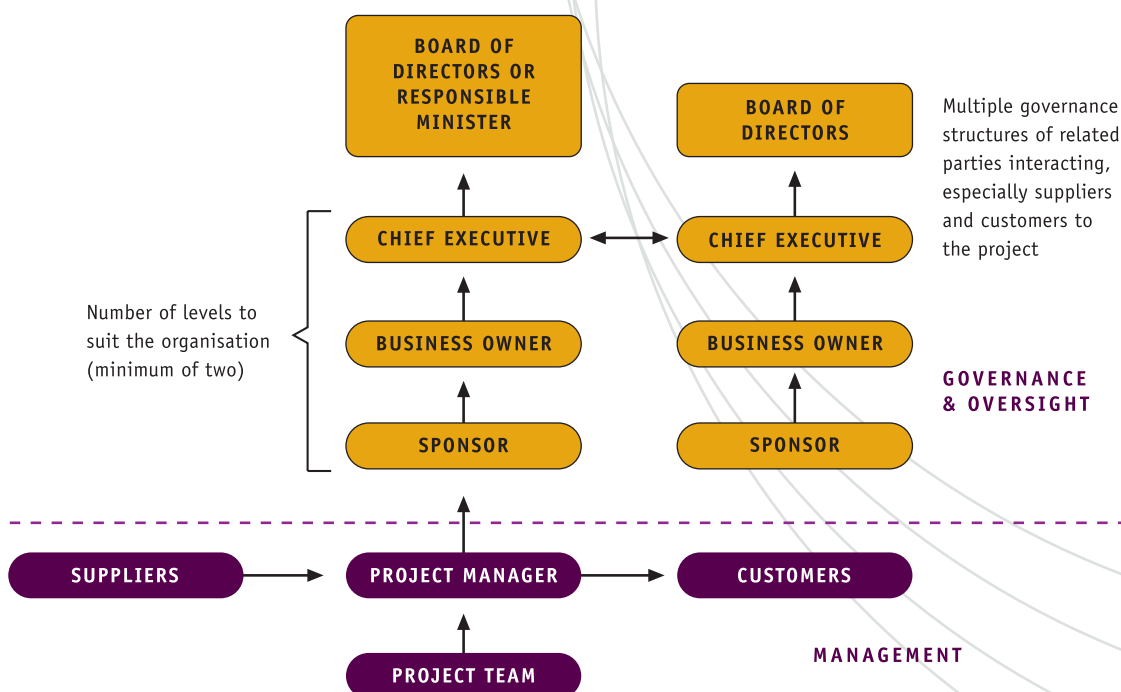 BOARD OF
DIRECTORS OR
RESPONSIBLE
MINISTER
BOARD OF
DIRECTORS
Multiple governance
structures of related
parties interacting,
especially suppliers
and customers to
the project
CHIEF EXECUTIVE
CHIEF EXECUTIVE
Number of levels to
suit the organisation
(minimum of two)
BUSINESS OWNER
BUSINESS OWNER
GOVERNANCE
& OVERSIGHT
SPONSOR
SPONSOR
SUPPLIERS
PROJECT MANAGER
CUSTOMERS
MANAGEMENT
PROJECT TEAM